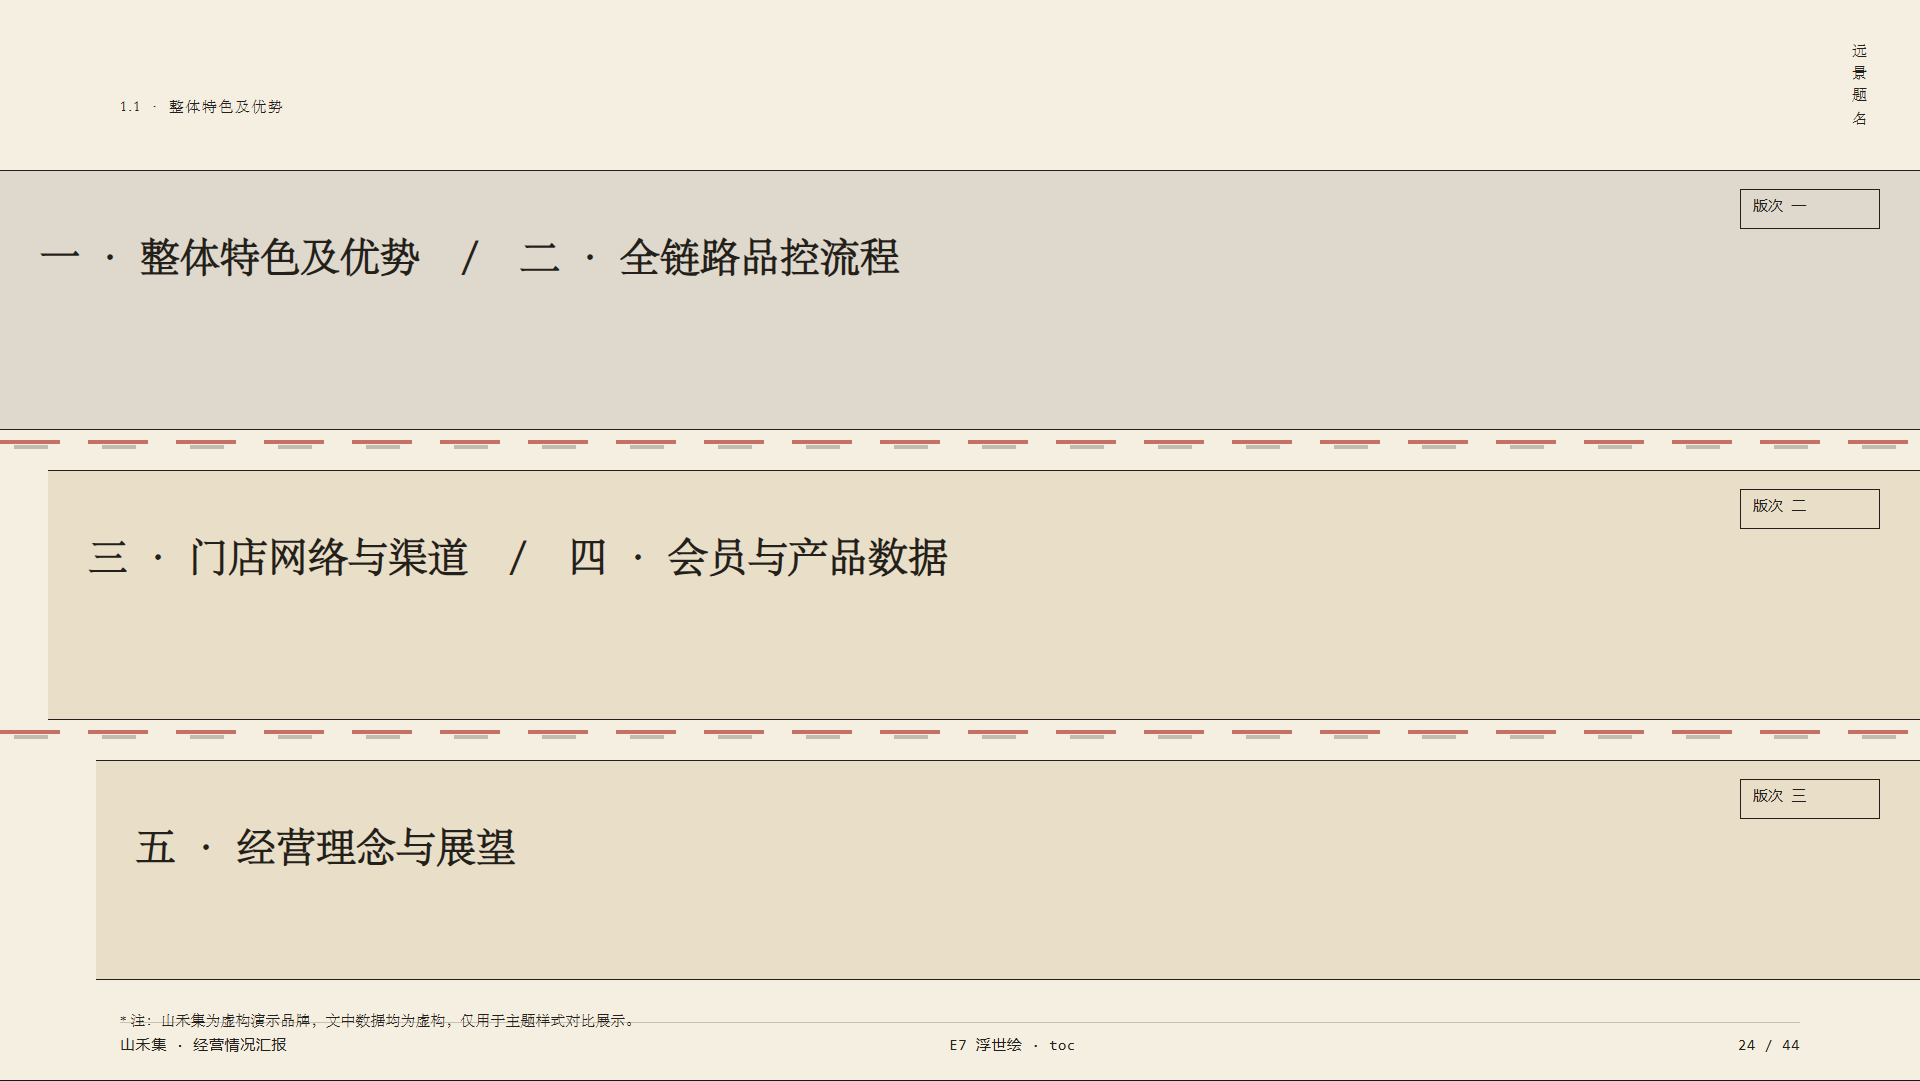 远景题名
1.1 · 整体特色及优势
版次 一
一 · 整体特色及优势 / 二 · 全链路品控流程
版次 二
三 · 门店网络与渠道 / 四 · 会员与产品数据
版次 三
五 · 经营理念与展望
* 注: 山禾集为虚构演示品牌，文中数据均为虚构，仅用于主题样式对比展示。
山禾集 · 经营情况汇报
E7 浮世绘 · toc
24 / 44